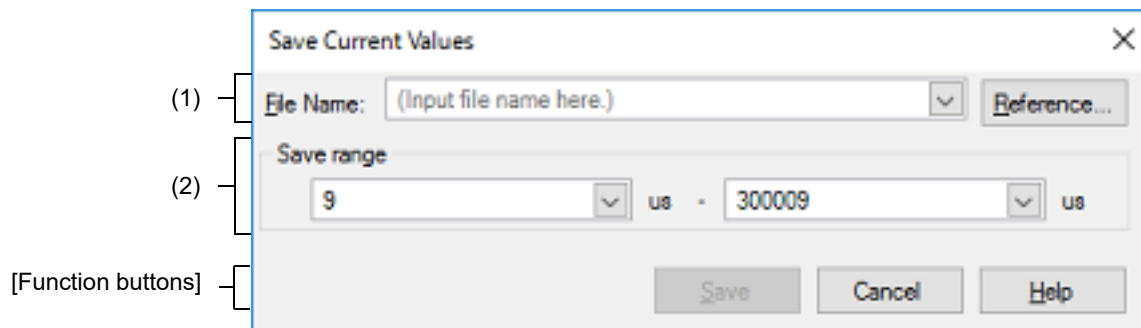 Save Current Values
(1) File Name: (Input file name here.) Reference...
Save range
(2) 9 us - 300009 us
[Function buttons] Save Cancel Help